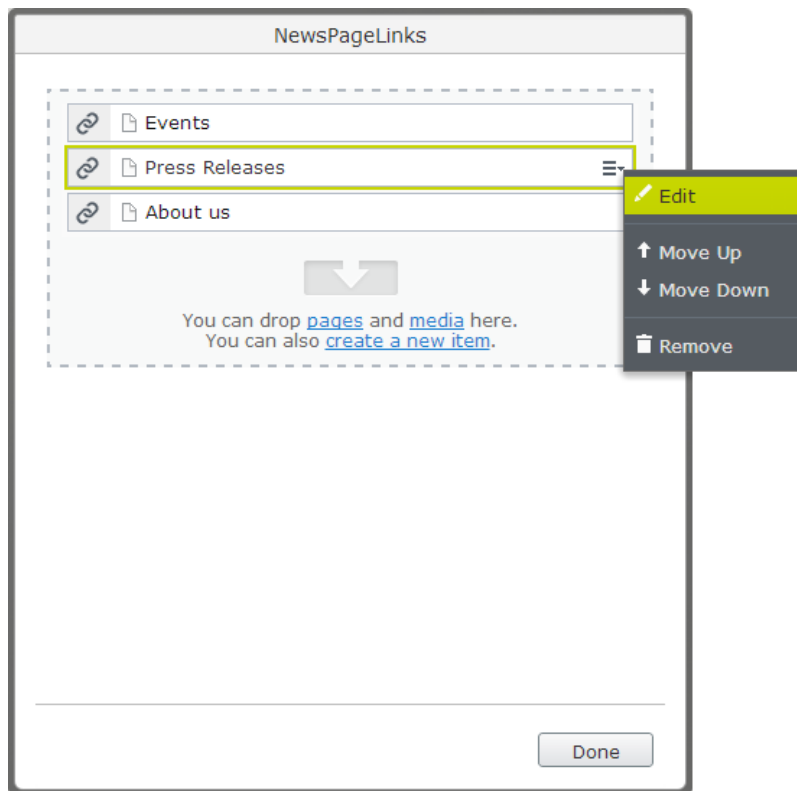 NewsPageLinks
Events
Press Releases
About us
Edit
Move Up
Move Down
Remove
You can drop pages and media here.
You can also create a new item.
Done